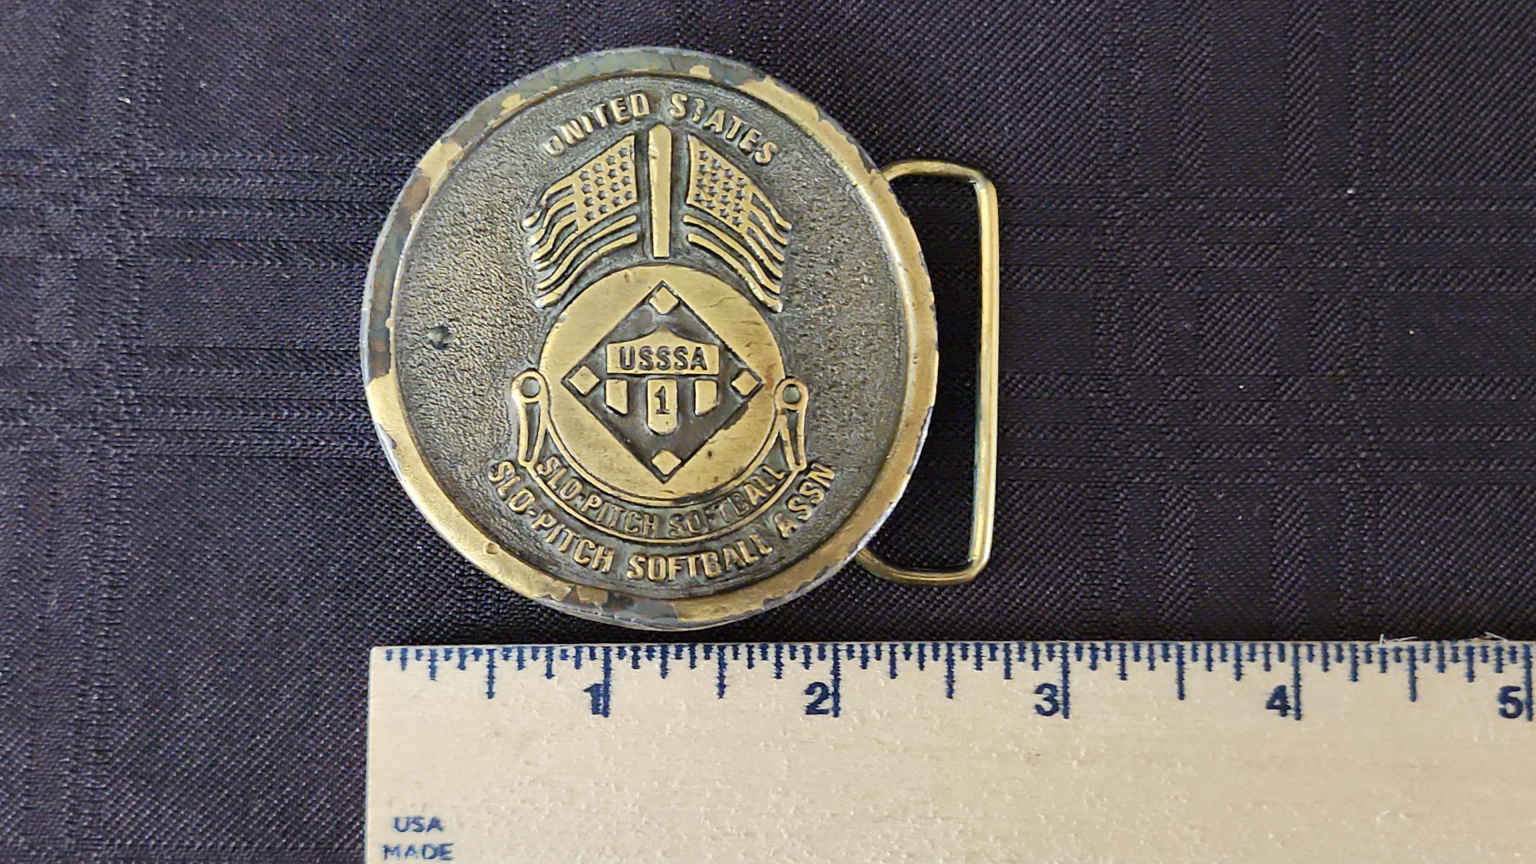 UNITED STATES
USSSA
1
SLO-PITCH SOFTBALL
SLO-PITCH SOFTBALL ASSN
1 2 3 4 5
USA
MADE